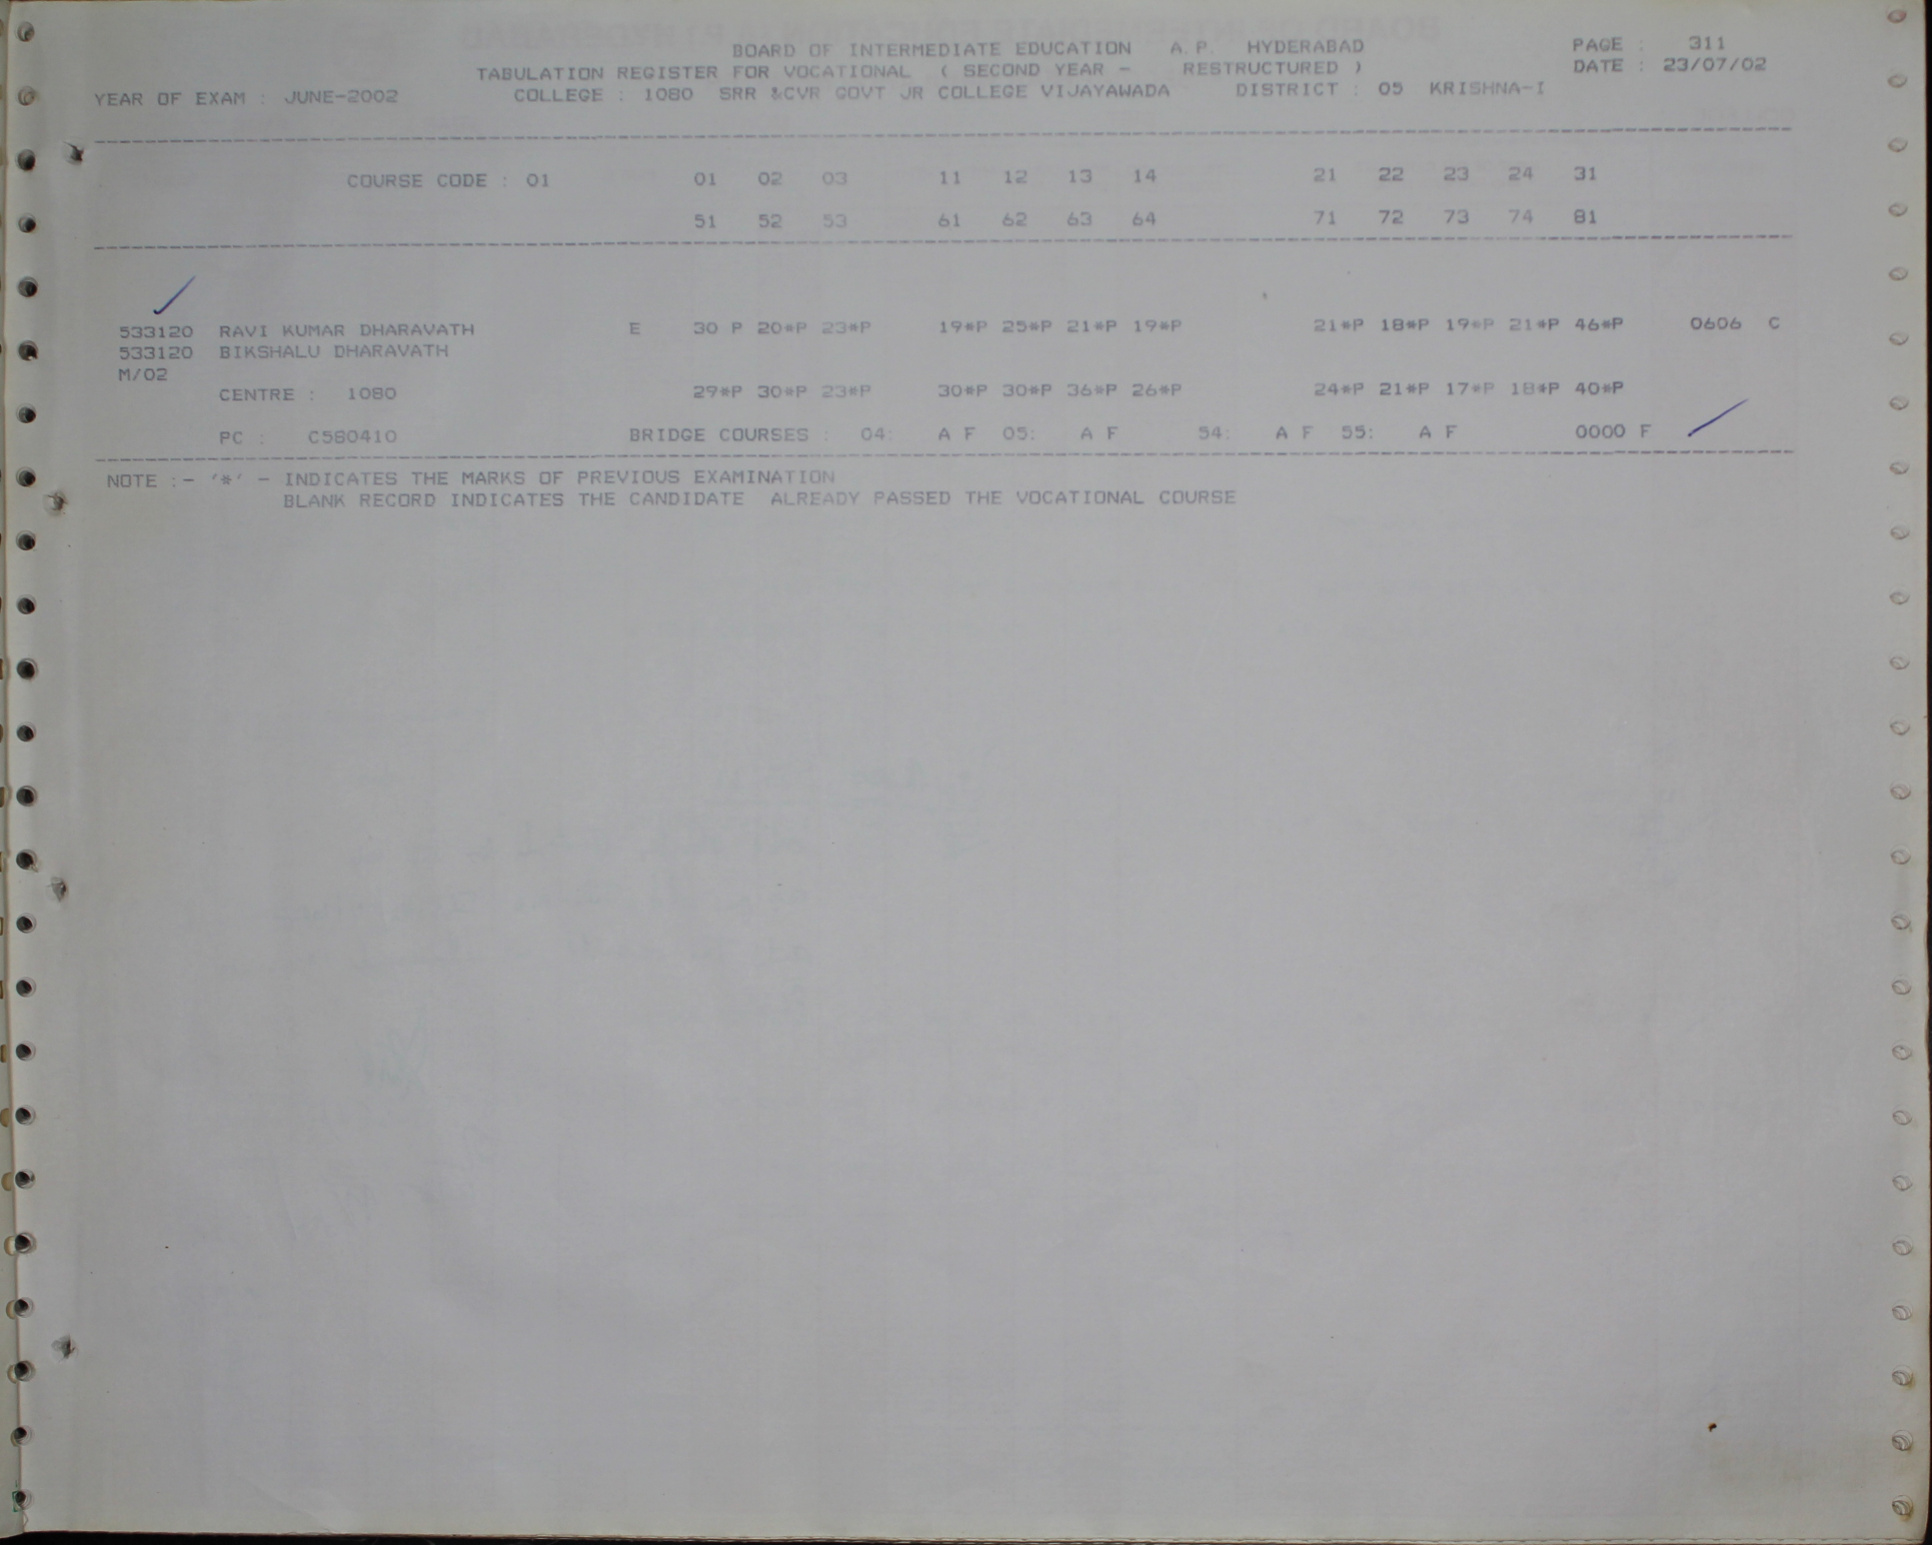 BOARD OF INTERMEDIATE EDUCATION A.P. HYDERABAD PAGE : 311
TABULATION REGISTER FOR VOCATIONAL ( SECOND YEAR - RESTRUCTURED ) DATE : 23/07/02
YEAR OF EXAM : JUNE-2002 COLLEGE : 1080 SRR &CVR GOVT JR COLLEGE VIJAYAWADA DISTRICT : 05 KRISHNA-I
COURSE CODE : 01 01 02 03 11 12 13 14 21 22 23 24 31
51 52 53 61 62 63 64 71 72 73 74 81
533120 RAVI KUMAR DHARAVATH E 30 P 20*P 23*P 19*P 25*P 21*P 19*P 21*P 18*P 19*P 21*P 46*P 0606 C
533120 BIKSHALU DHARAVATH
M/02
CENTRE : 1080 29*P 30*P 23*P 30*P 30*P 36*P 26*P 24*P 21*P 17*P 18*P 40*P
PC : C580410 BRIDGE COURSES : 04: A F 05: A F 54: A F 55: A F 0000 F
NOTE :- '*' - INDICATES THE MARKS OF PREVIOUS EXAMINATION
BLANK RECORD INDICATES THE CANDIDATE ALREADY PASSED THE VOCATIONAL COURSE